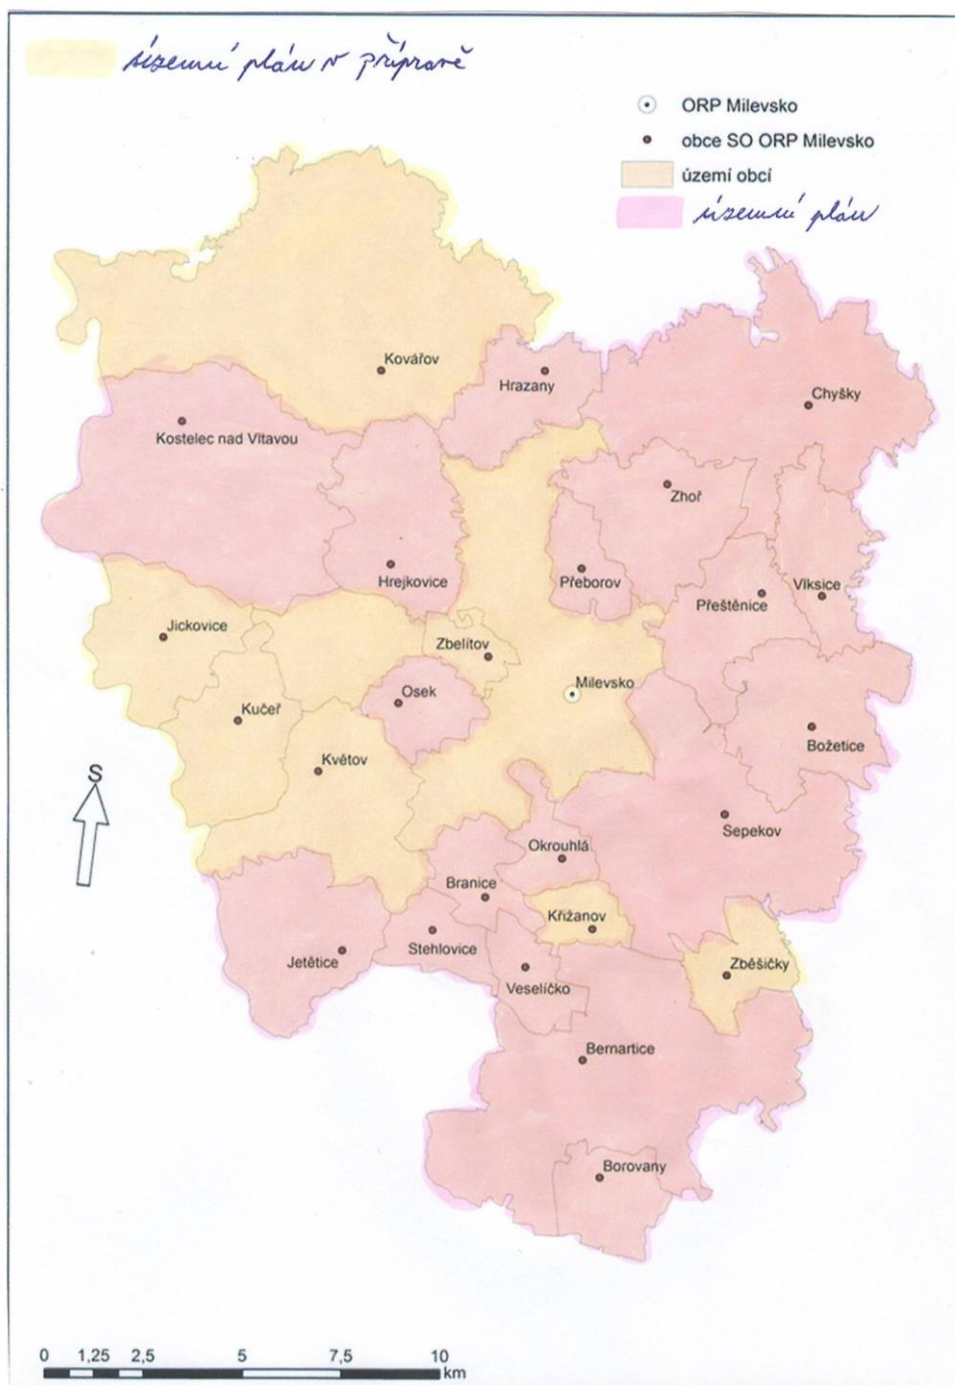 územní plán v přípravě
ORP Milevsko
obce SO ORP Milevsko
území obcí
územní plán
Kovářov
Hrazany
Chyšky
Kostelec nad Vltavou
Zhoř
Hrejkovice
Přeborov
Přeštěnice
Vlksice
Jickovice
Zbelítov
Milevsko
Osek
Kučeř
Božetice
Květov
S
Sepekov
Okrouhlá
Branice
Křižanov
Stehlovice
Jetětice
Zběšičky
Veselíčko
Bernartice
Borovany
0 1,25 2,5 5 7,5 10
km